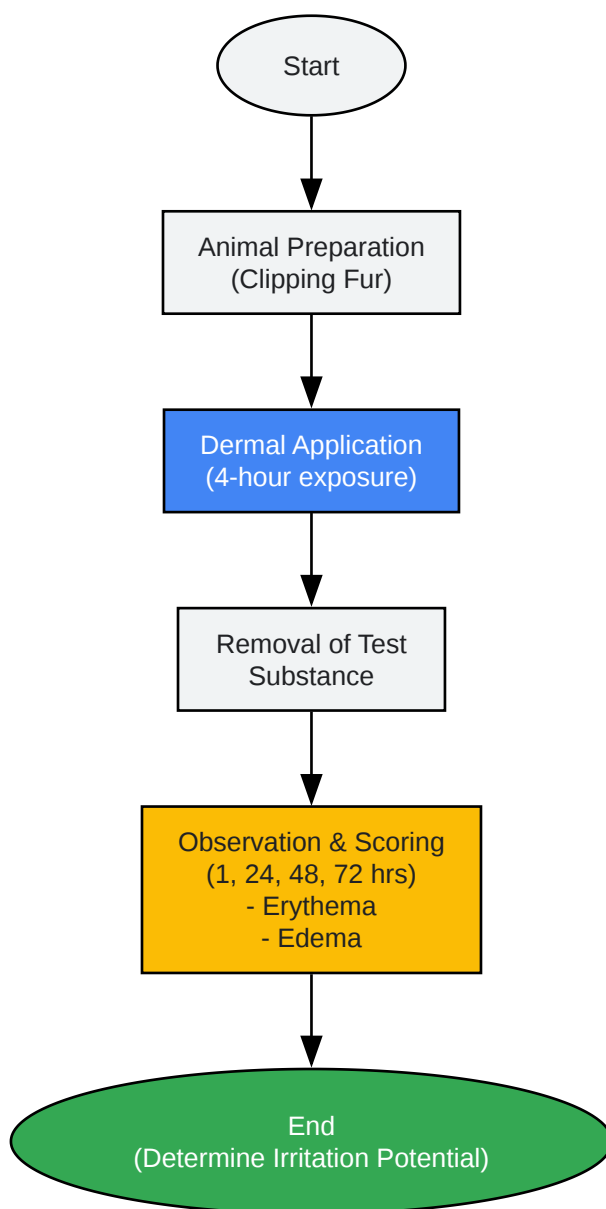 Start
Animal Preparation
(Clipping Fur)
Dermal Application
(4-hour exposure)
Removal of Test
Substance
Observation & Scoring
(1, 24, 48, 72 hrs)
- Erythema
- Edema
End
(Determine Irritation Potential)